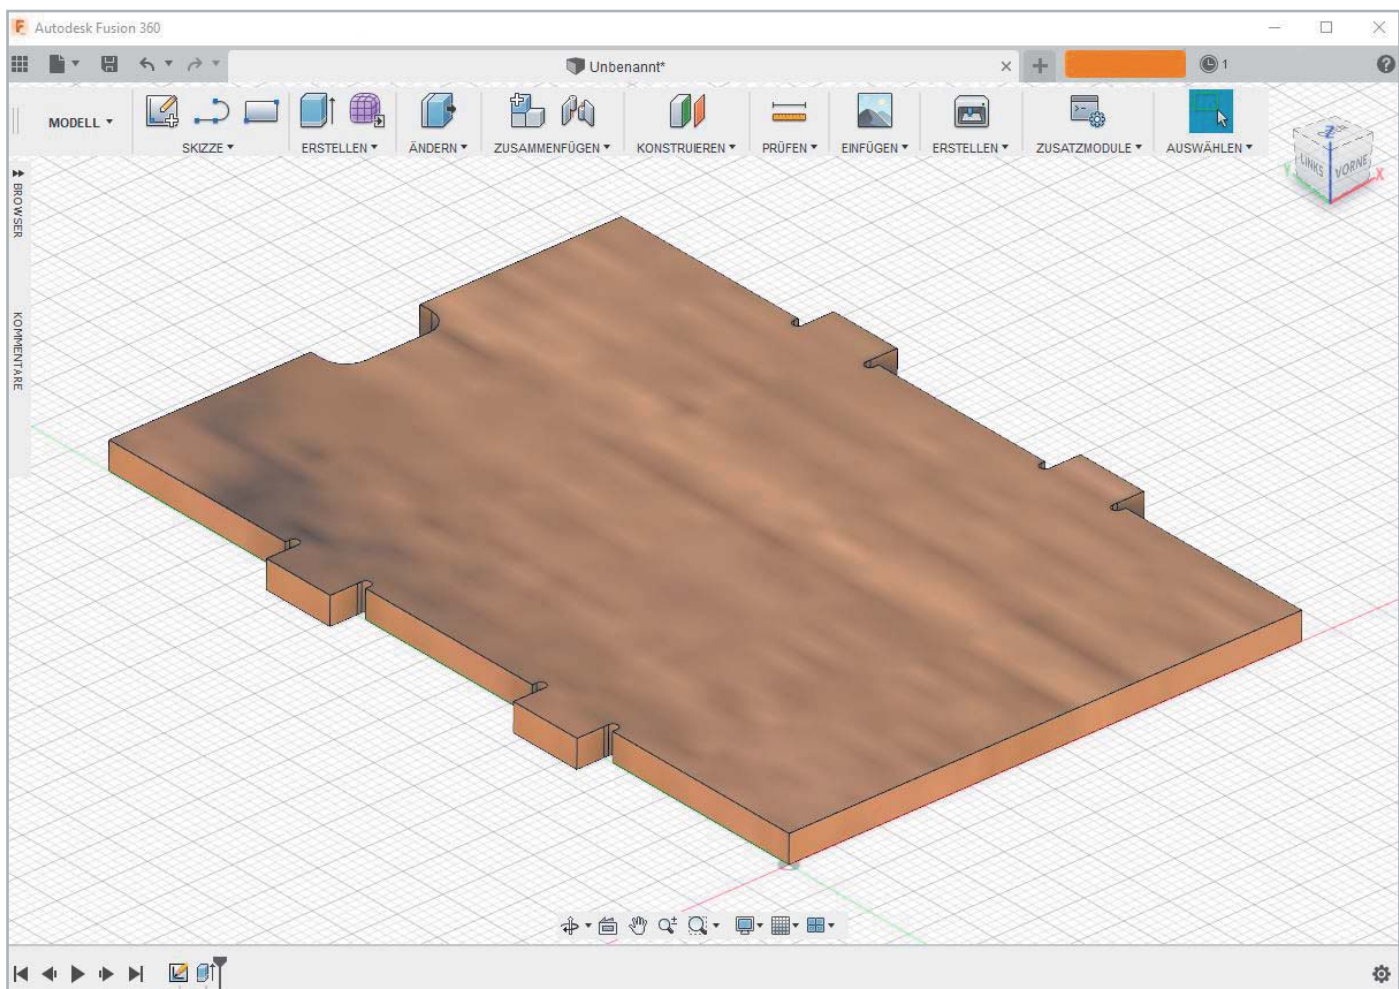 Autodesk Fusion 360
Unbenannt*
1
MODELL
SKIZZE
ERSTELLEN
ÄNDERN
ZUSAMMENFÜGEN
KONSTRUIEREN
PRÜFEN
EINFÜGEN
ERSTELLEN
ZUSATZMODULE
AUSWÄHLEN
BROWSER
KOMMENTARE
Z
LINKS
VORNE
Y
X